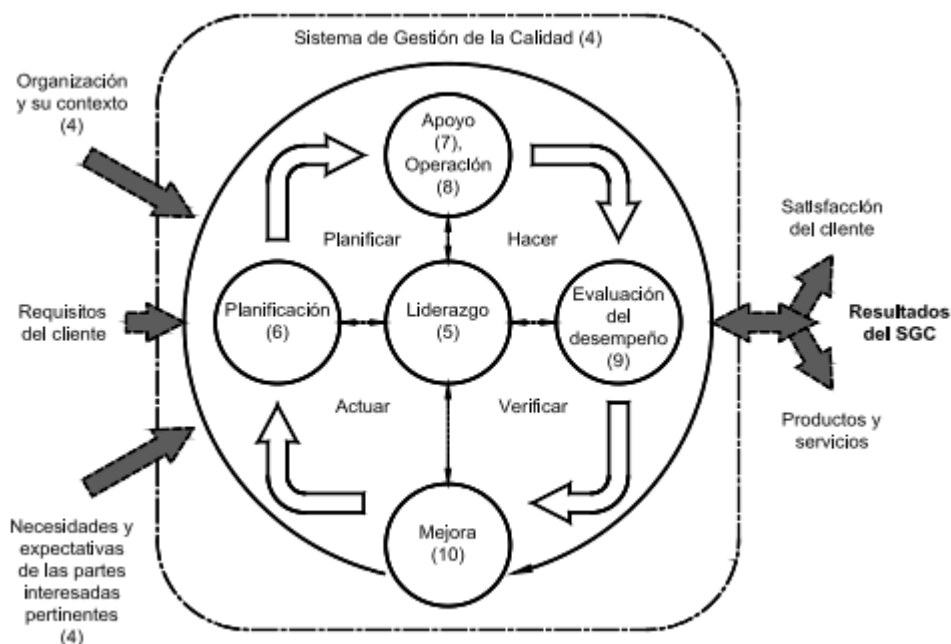 Sistema de Gestión de la Calidad (4)
Organización
y su contexto
(4)
Apoyo
(7),
Operación
(8)
Planificar
Hacer
Satisfacción
del cliente
Requisitos
del cliente
Planificación
(6)
Liderazgo
(5)
Evaluación
del
desempeño
(9)
Resultados
del SGC
Actuar
Verificar
Productos y
servicios
Necesidades y
expectativas
de las partes
interesadas
pertinentes
(4)
Mejora
(10)